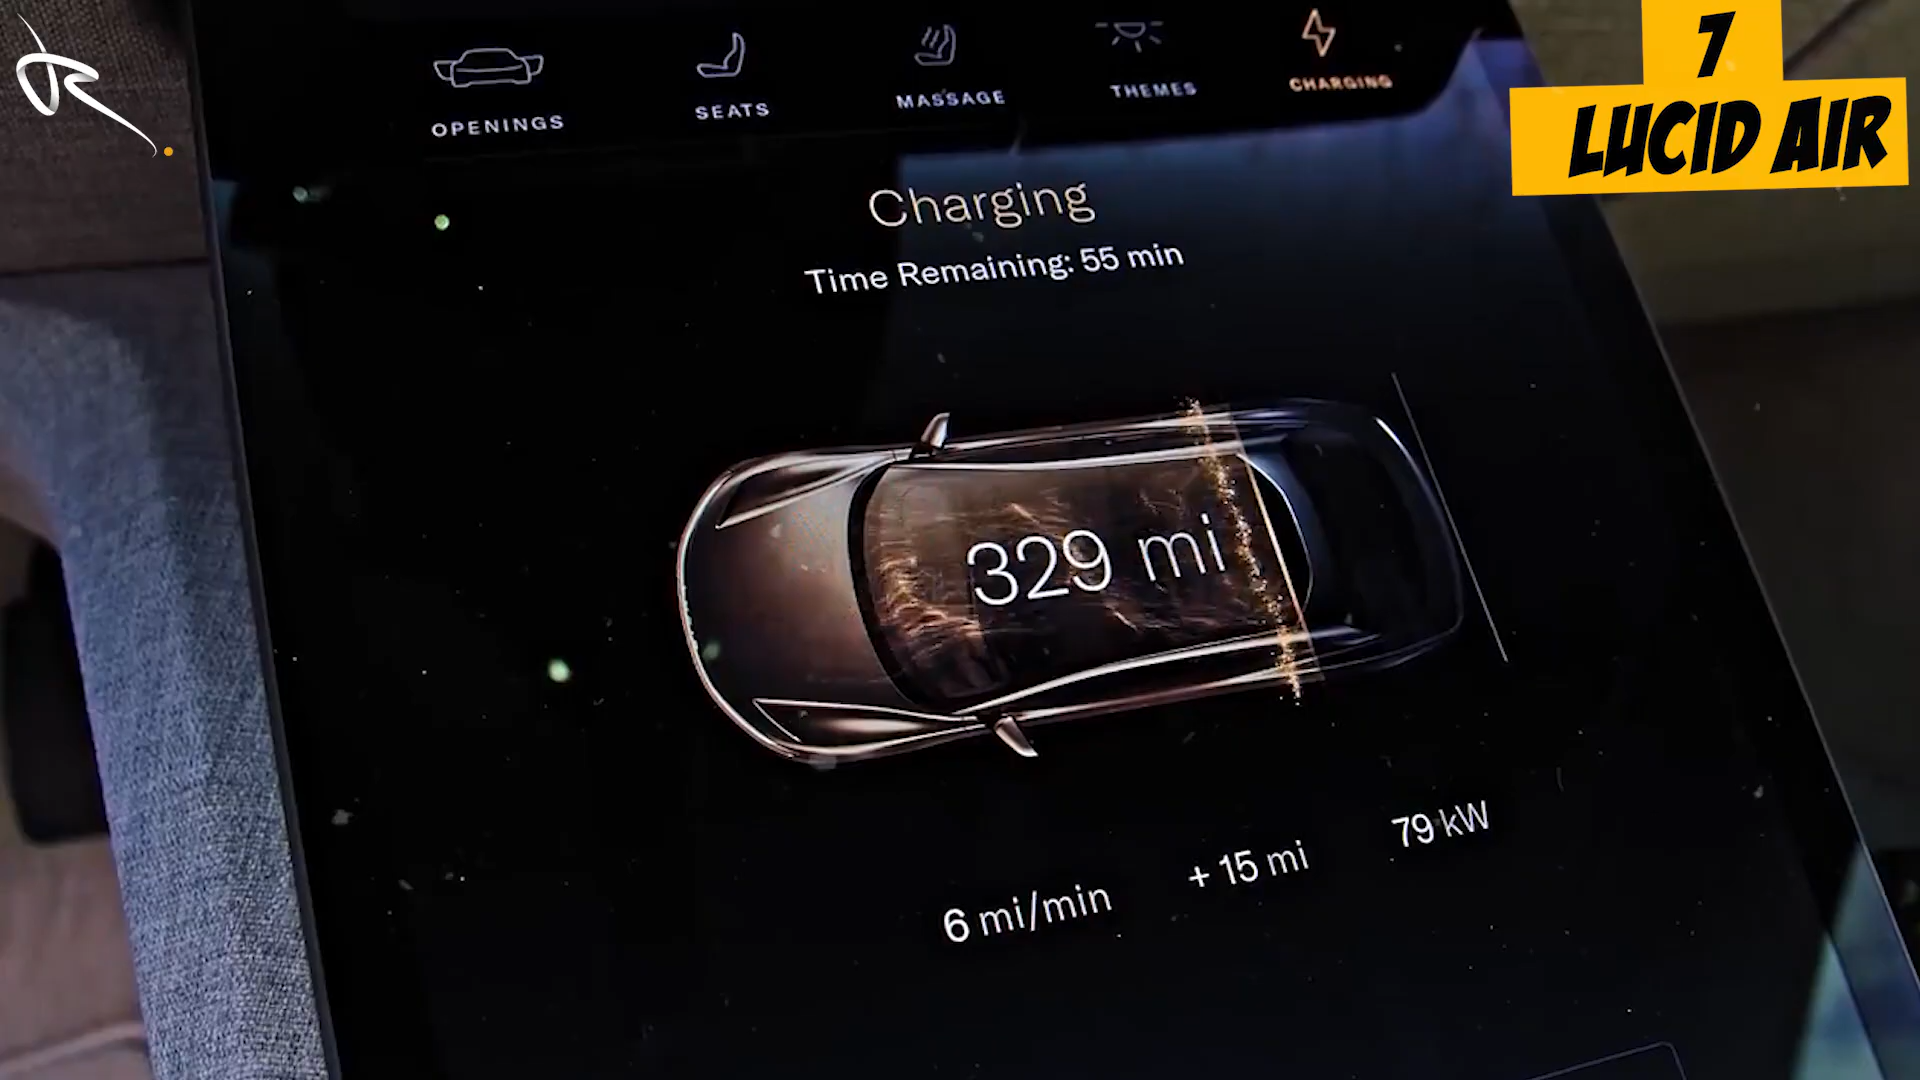 7
LUCID AIR
OPENINGS
SEATS
MASSAGE
THEMES
CHARGING
Charging
Time Remaining: 55 min
329 mi
6 mi/min
+ 15 mi
79 kW